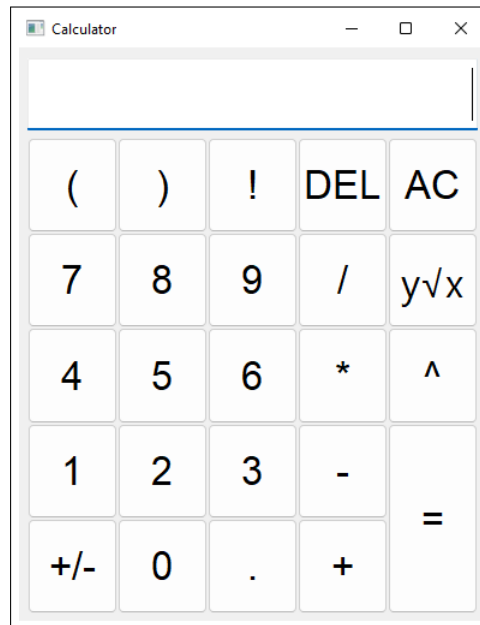 Calculator
( ) ! DEL AC
7 8 9 / y√x
4 5 6 * ^
1 2 3 - =
+/- 0 . +